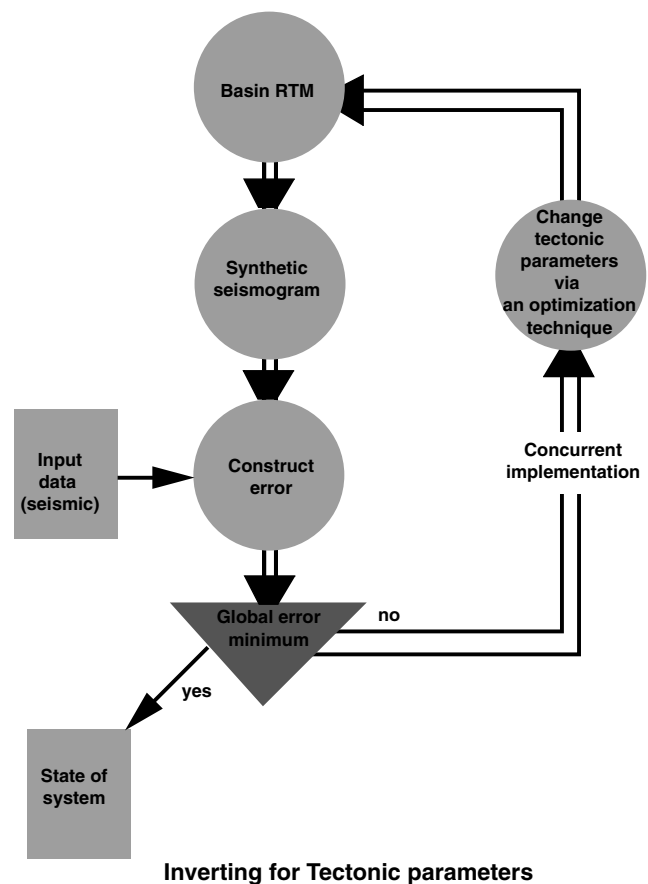 Basin RTM
Change
tectonic
parameters
via
an optimization
technique
Synthetic
seismogram
Concurrent
implementation
Input
data
(seismic)
Construct
error
Global error
minimum
no
yes
State of
system
Inverting for Tectonic parameters